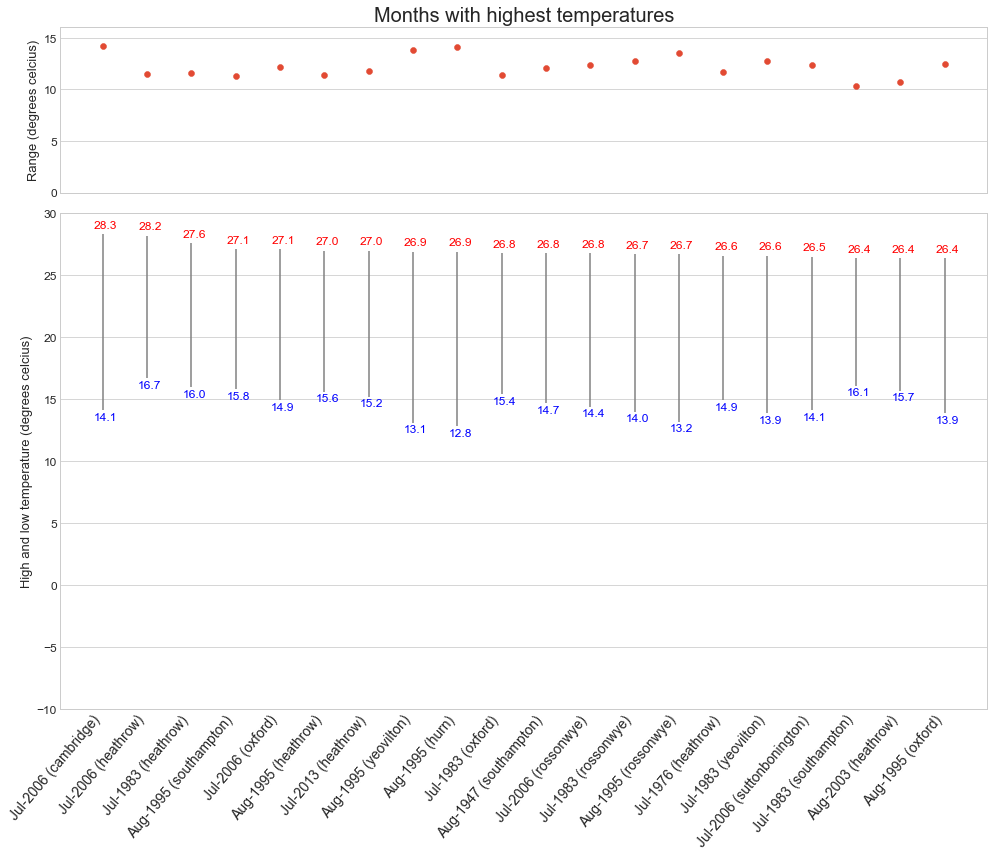 Months with highest temperatures
Range (degrees celcius)
15
10
5
0
High and low temperature (degrees celcius)
30
25
20
15
10
5
0
−5
−10
28.3
28.2
27.6
27.1
27.1
27.0
27.0
26.9
26.9
26.8
26.8
26.8
26.7
26.7
26.6
26.6
26.5
26.4
26.4
26.4
14.1
16.7
16.0
15.8
14.9
15.6
15.2
13.1
12.8
15.4
14.7
14.4
14.0
13.2
14.9
13.9
14.1
16.1
15.7
13.9
Jul-2006 (cambridge)
Jul-2006 (heathrow)
Jul-1983 (heathrow)
Aug-1995 (southampton)
Jul-2006 (oxford)
Aug-1995 (heathrow)
Jul-2013 (heathrow)
Aug-1995 (yeovilton)
Aug-1995 (hurn)
Jul-1983 (oxford)
Aug-1947 (southampton)
Jul-2006 (rossonwye)
Jul-1983 (rossonwye)
Aug-1995 (rossonwye)
Jul-1976 (heathrow)
Jul-1983 (yeovilton)
Jul-2006 (suttonbonington)
Jul-1983 (southampton)
Aug-2003 (heathrow)
Aug-1995 (oxford)